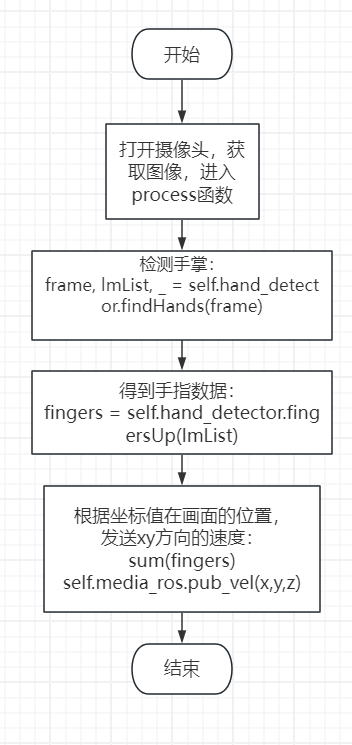 开始
打开摄像头，获
取图像，进入
process函数
检测手掌：
frame, lmList, _ = self.hand_detect
or.findHands(frame)
得到手指数据：
fingers = self.hand_detector.fing
ersUp(lmList)
根据坐标值在画面的位置，
发送xy方向的速度：
sum(fingers)
self.media_ros.pub_vel(x,y,z)
结束